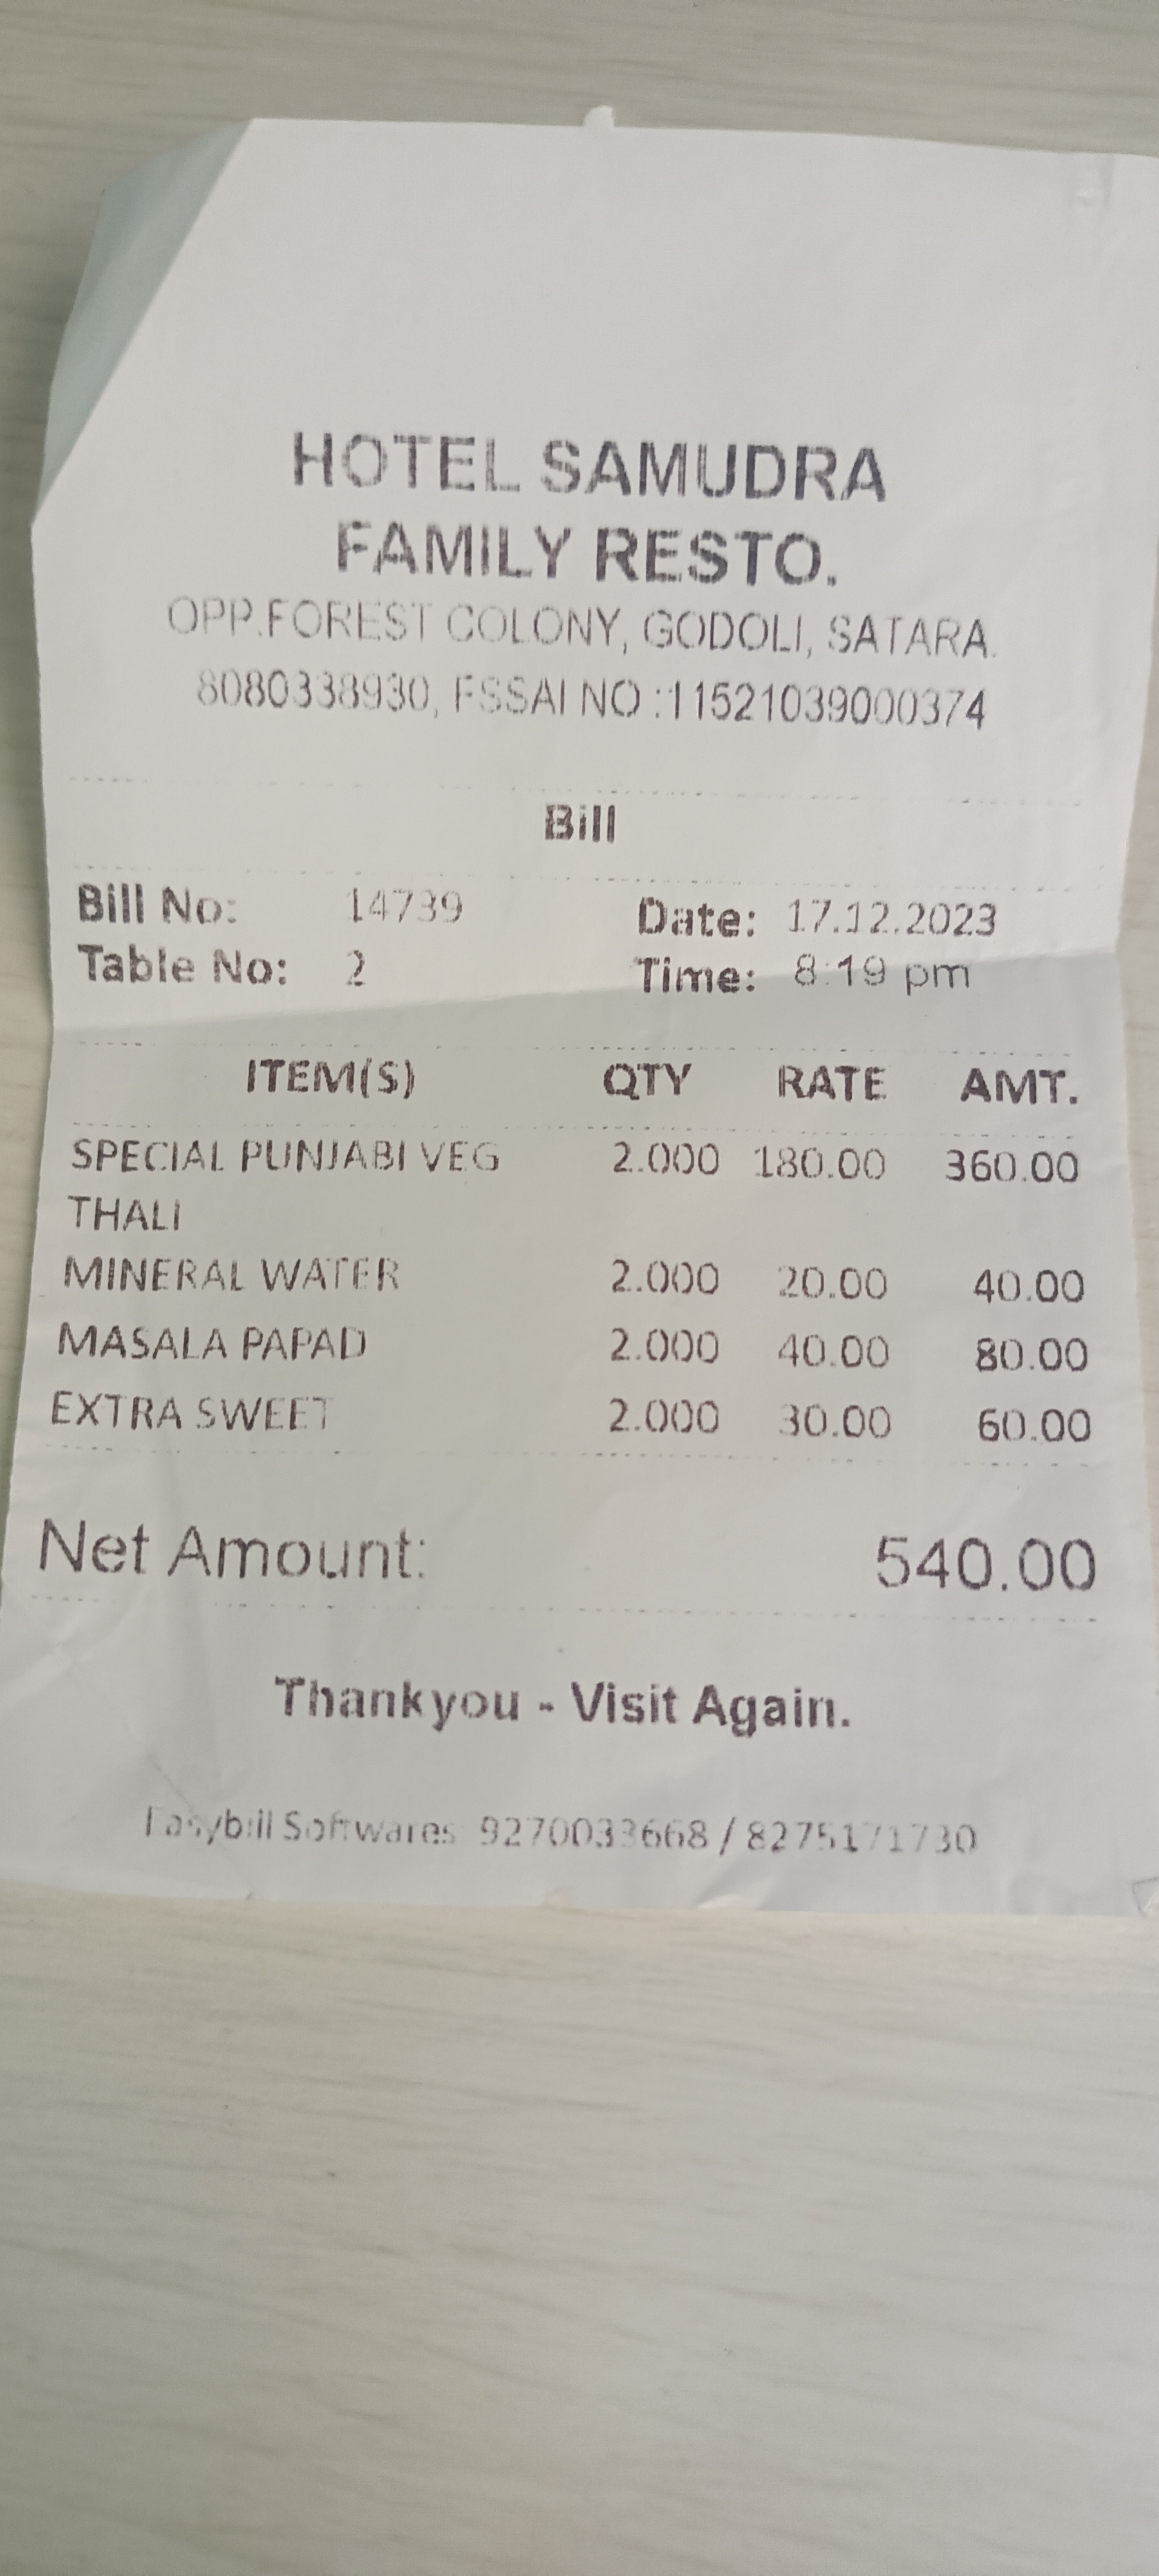 HOTEL SAMUDRA
FAMILY RESTO.
OPP.FOREST COLONY, GODOLI, SATARA.
8080338930, FSSAI NO :11521039000374
Bill
Bill No: 14739 Date: 17.12.2023
Table No: 2 Time: 8:19 pm
ITEM(S) QTY RATE AMT.
SPECIAL PUNJABI VEG 2.000 180.00 360.00
THALI
MINERAL WATER 2.000 20.00 40.00
MASALA PAPAD 2.000 40.00 80.00
EXTRA SWEET 2.000 30.00 60.00
Net Amount: 540.00
Thankyou - Visit Again.
Easybill Softwares 9270033668 / 8275171730